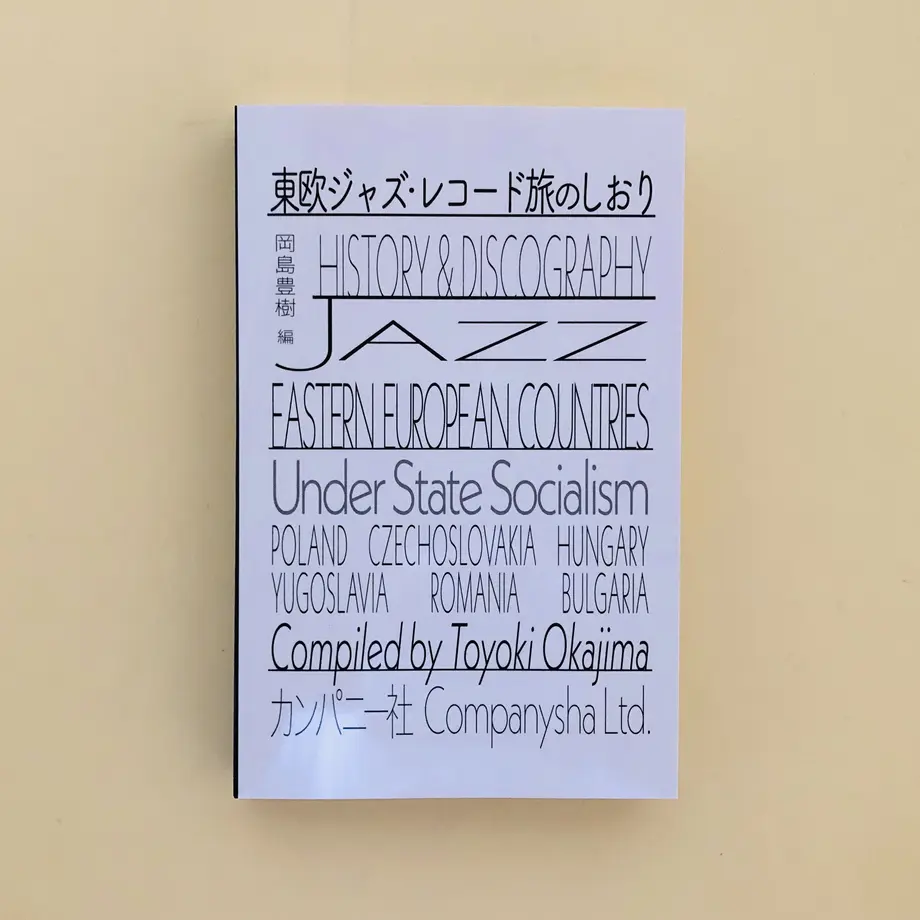 東欧ジャズ・レコード旅のしおり
岡島豊樹 編
HISTORY & DISCOGRAPHY
JAZZ
EASTERN EUROPEAN COUNTRIES
Under State Socialism
POLAND CZECHOSLOVAKIA HUNGARY
YUGOSLAVIA ROMANIA BULGARIA
Compiled by Toyoki Okajima
カンパニー社 Companysha Ltd.